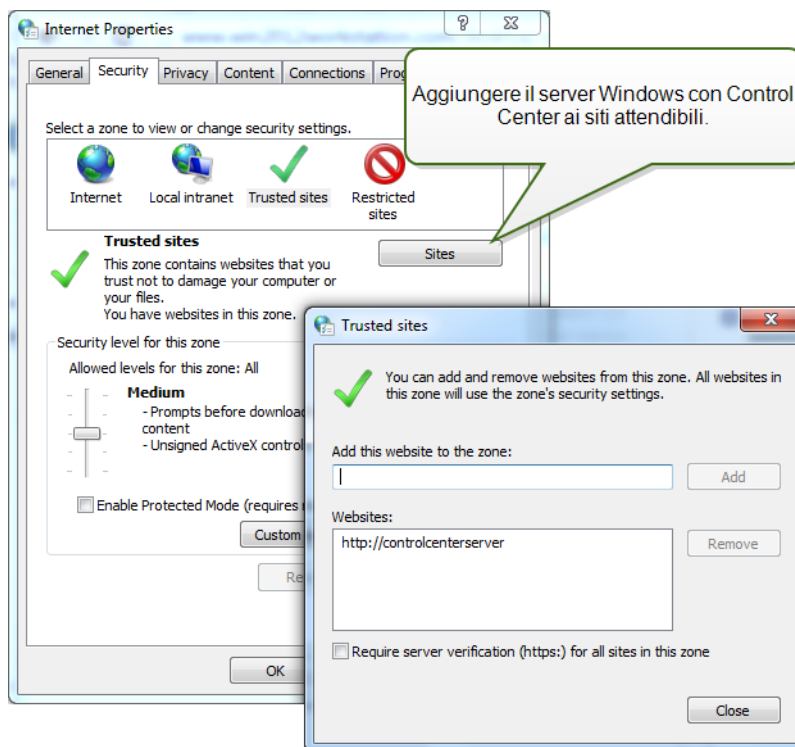 Internet Properties
General Security Privacy Content Connections
Aggiungere il server Windows con Control
Center ai siti attendibili.
Select a zone to view or change security settings.
Internet
Local intranet
Trusted sites
Restricted
sites
Trusted sites
Sites
This zone contains websites that you
trust not to damage your computer or
your files.
You have websites in this zone.
Security level for this zone
Allowed levels for this zone: All
Medium
- Prompts before
content
- Unsigned ActiveX
Enable Protected Mode (requires
Custom
OK
Trusted sites
You can add and remove websites from this zone. All websites in
this zone will use the zone's security settings.
Add this website to the zone:
Add
Websites:
http://controlcenterserver
Remove
Require server verification (https:) for all sites in this zone
Close